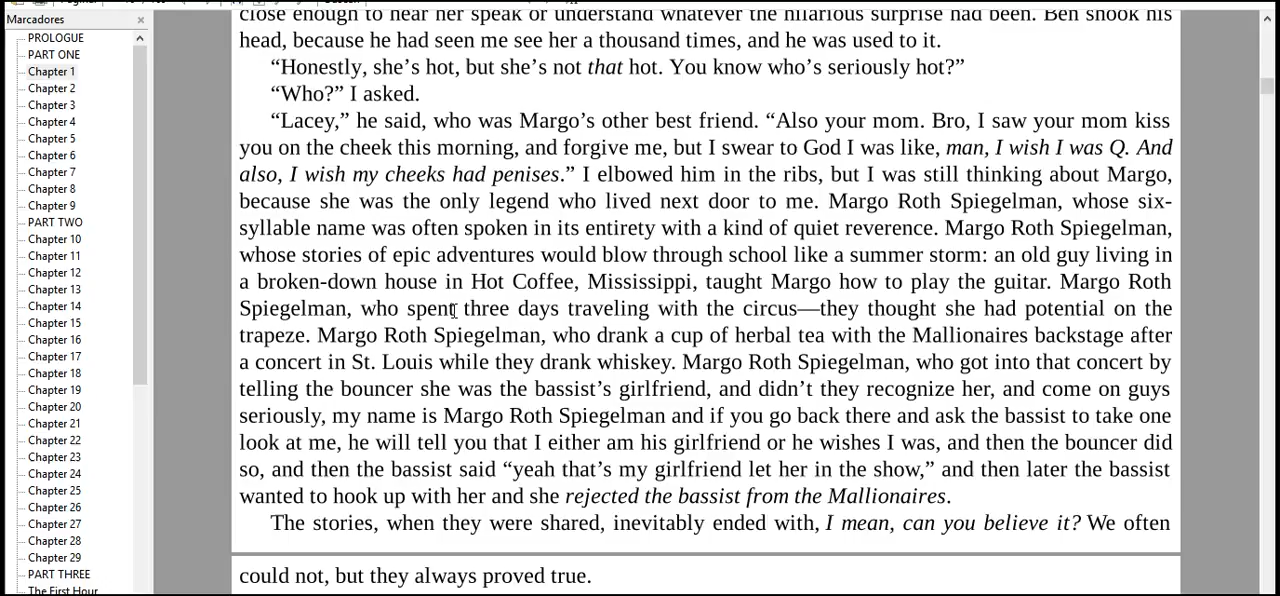 Marcadores
PROLOGUE
PART ONE
Chapter 1
Chapter 2
Chapter 3
Chapter 4
Chapter 5
Chapter 6
Chapter 7
Chapter 8
Chapter 9
PART TWO
Chapter 10
Chapter 11
Chapter 12
Chapter 13
Chapter 14
Chapter 15
Chapter 16
Chapter 17
Chapter 18
Chapter 19
Chapter 20
Chapter 21
Chapter 22
Chapter 23
Chapter 24
Chapter 25
Chapter 26
Chapter 27
Chapter 28
Chapter 29
PART THREE
The First Hour
close enough to hear her speak or understand whatever the hilarious surprise had been. Ben shook his
head, because he had seen me see her a thousand times, and he was used to it.
“Honestly, she’s hot, but she’s not that hot. You know who’s seriously hot?”
“Who?” I asked.
“Lacey,” he said, who was Margo’s other best friend. “Also your mom. Bro, I saw your mom kiss
you on the cheek this morning, and forgive me, but I swear to God I was like, man, I wish I was Q. And
also, I wish my cheeks had penises.” I elbowed him in the ribs, but I was still thinking about Margo,
because she was the only legend who lived next door to me. Margo Roth Spiegelman, whose six-
syllable name was often spoken in its entirety with a kind of quiet reverence. Margo Roth Spiegelman,
whose stories of epic adventures would blow through school like a summer storm: an old guy living in
a broken-down house in Hot Coffee, Mississippi, taught Margo how to play the guitar. Margo Roth
Spiegelman, who spent three days traveling with the circus—they thought she had potential on the
trapeze. Margo Roth Spiegelman, who drank a cup of herbal tea with the Mallionaires backstage after
a concert in St. Louis while they drank whiskey. Margo Roth Spiegelman, who got into that concert by
telling the bouncer she was the bassist’s girlfriend, and didn’t they recognize her, and come on guys
seriously, my name is Margo Roth Spiegelman and if you go back there and ask the bassist to take one
look at me, he will tell you that I either am his girlfriend or he wishes I was, and then the bouncer did
so, and then the bassist said “yeah that’s my girlfriend let her in the show,” and then later the bassist
wanted to hook up with her and she rejected the bassist from the Mallionaires.
The stories, when they were shared, inevitably ended with, I mean, can you believe it? We often
could not, but they always proved true.